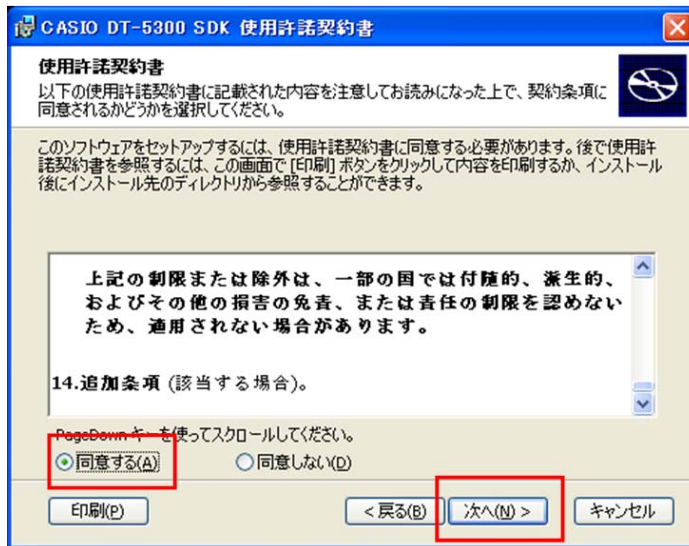 CASIO DT-5300 SDK 使用許諾契約書
使用許諾契約書
以下の使用許諾契約書に記載された内容を注意してお読みになった上で、契約条項に
同意されるかどうかを選択してください。
このソフトウェアをセットアップするには、使用許諾契約書に同意する必要があります。後で使用許
諾契約書を参照するには、この画面で [印刷] ボタンをクリックして内容を印刷するか、インストール
後にインストール先のディレクトリから参照することができます。
上記の制限または除外は、一部の国では付随的、派生的、
およびその他の損害の免責、または責任の制限を認めない
ため、適用されない場合があります。
14.追加条項 (該当する場合)。
PageDown キーを使ってスクロールしてください。
同意する(A) 同意しない(D)
印刷(P) < 戻る(B) 次へ(N) > キャンセル